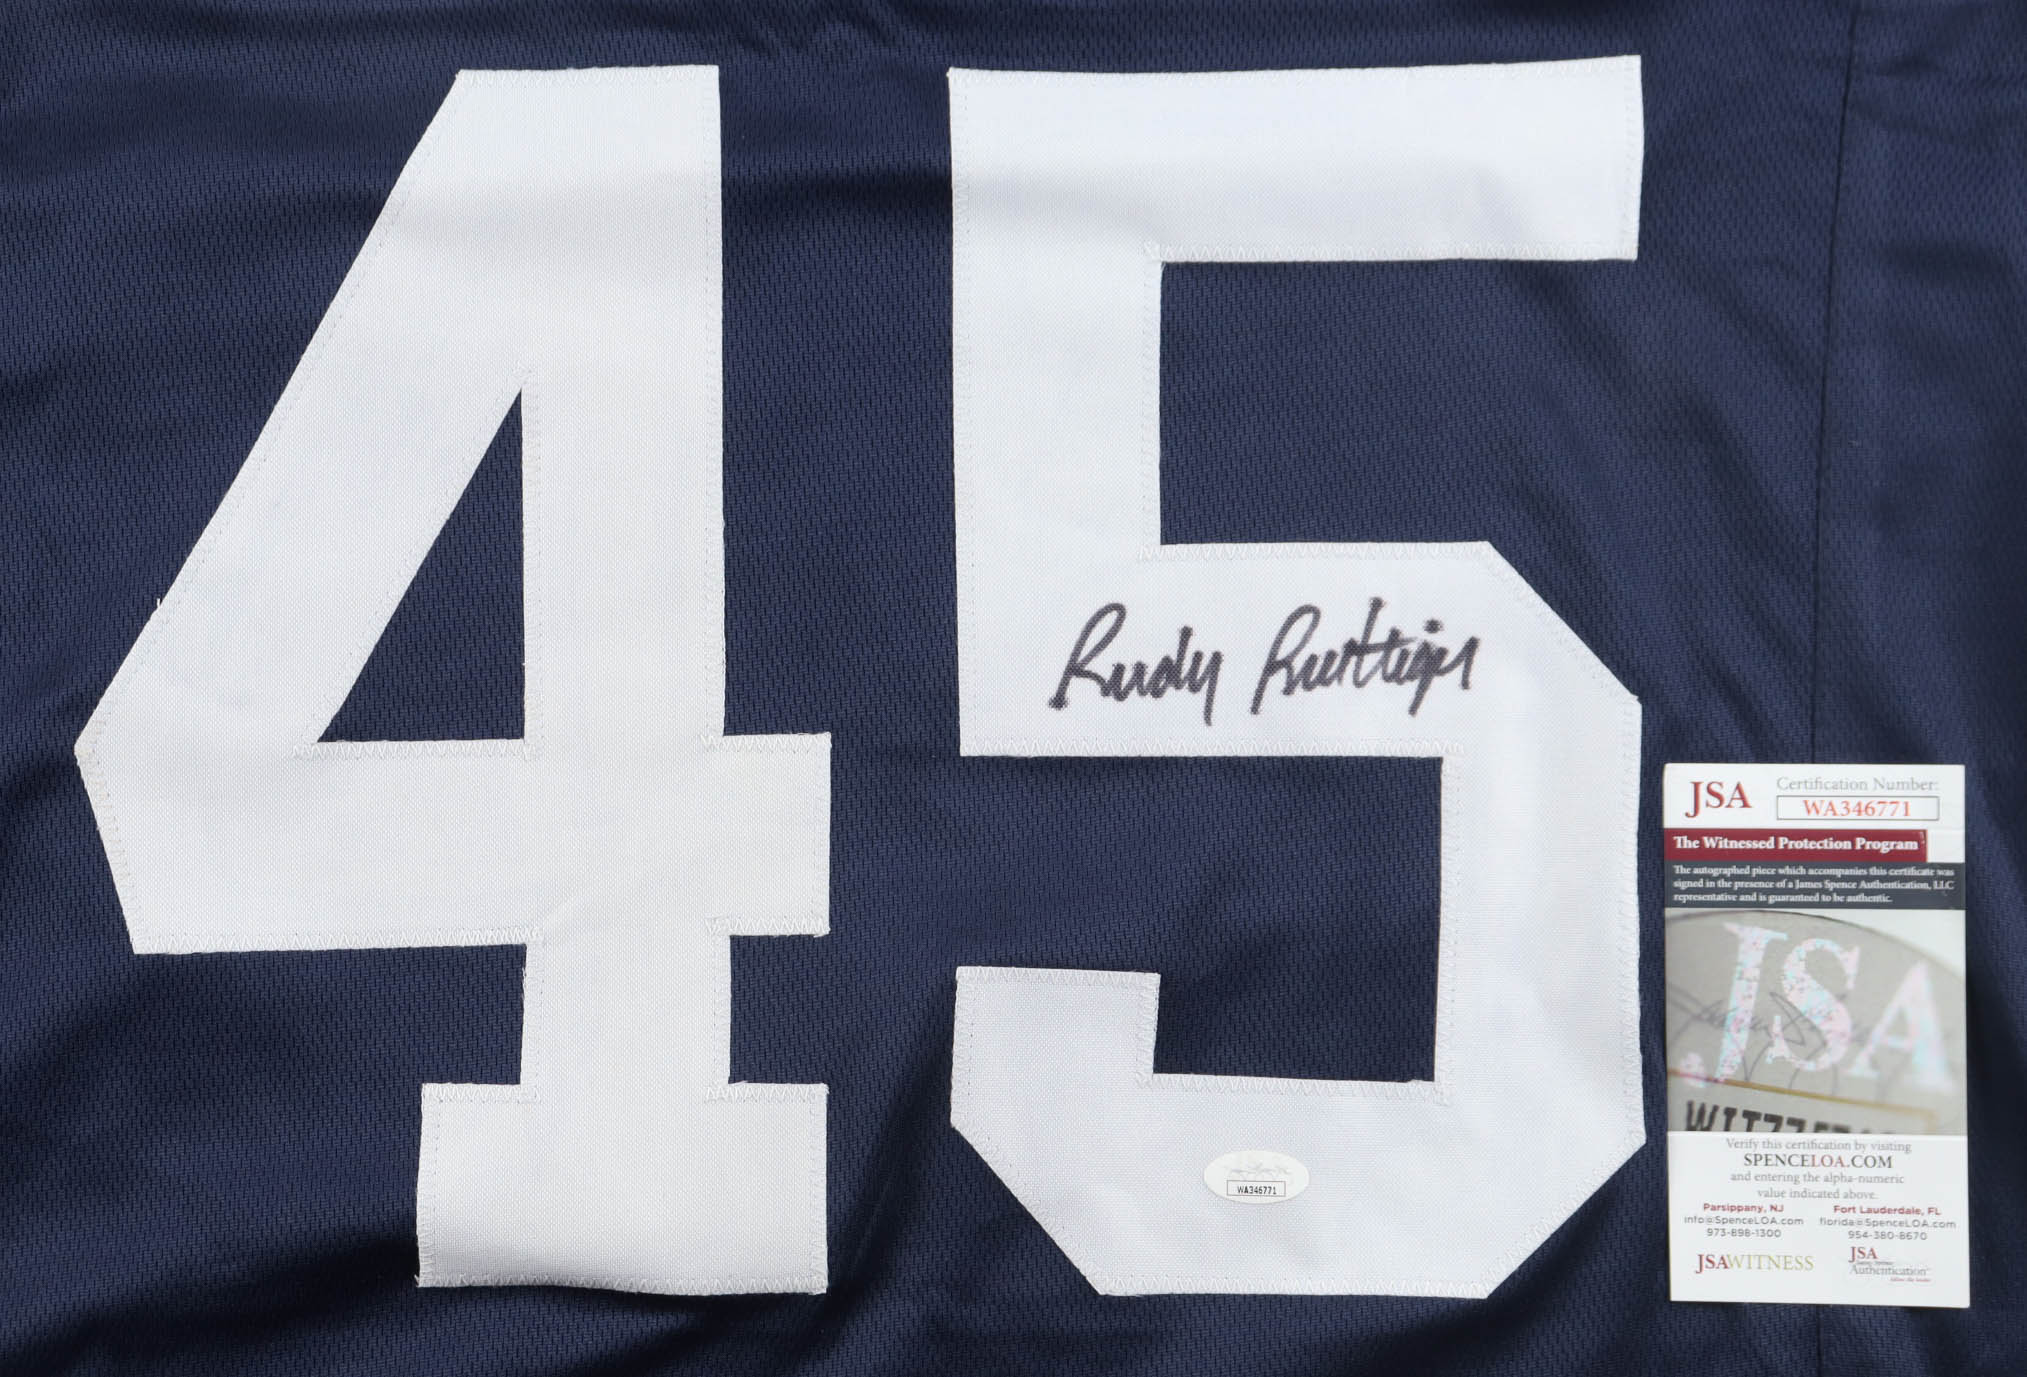 45
Rudy Ruettiger
WA346771
JSA
Certification Number:
WA346771
The Witnessed Protection Program
The autographed piece which accompanies this certificate was
signed in the presence of a James Spence Authentication, LLC
representative and is guaranteed to be authentic.
JSA
Verify this certification by visiting
SPENCELOA.COM
and entering the alpha-numeric
value indicated above.
Parsippany, NJ
info@SpenceLOA.com
973-898-1300
Fort Lauderdale, FL
florida@SpenceLOA.com
954-380-8670
JSAWITNESS
JSA
James Spence
Authentication